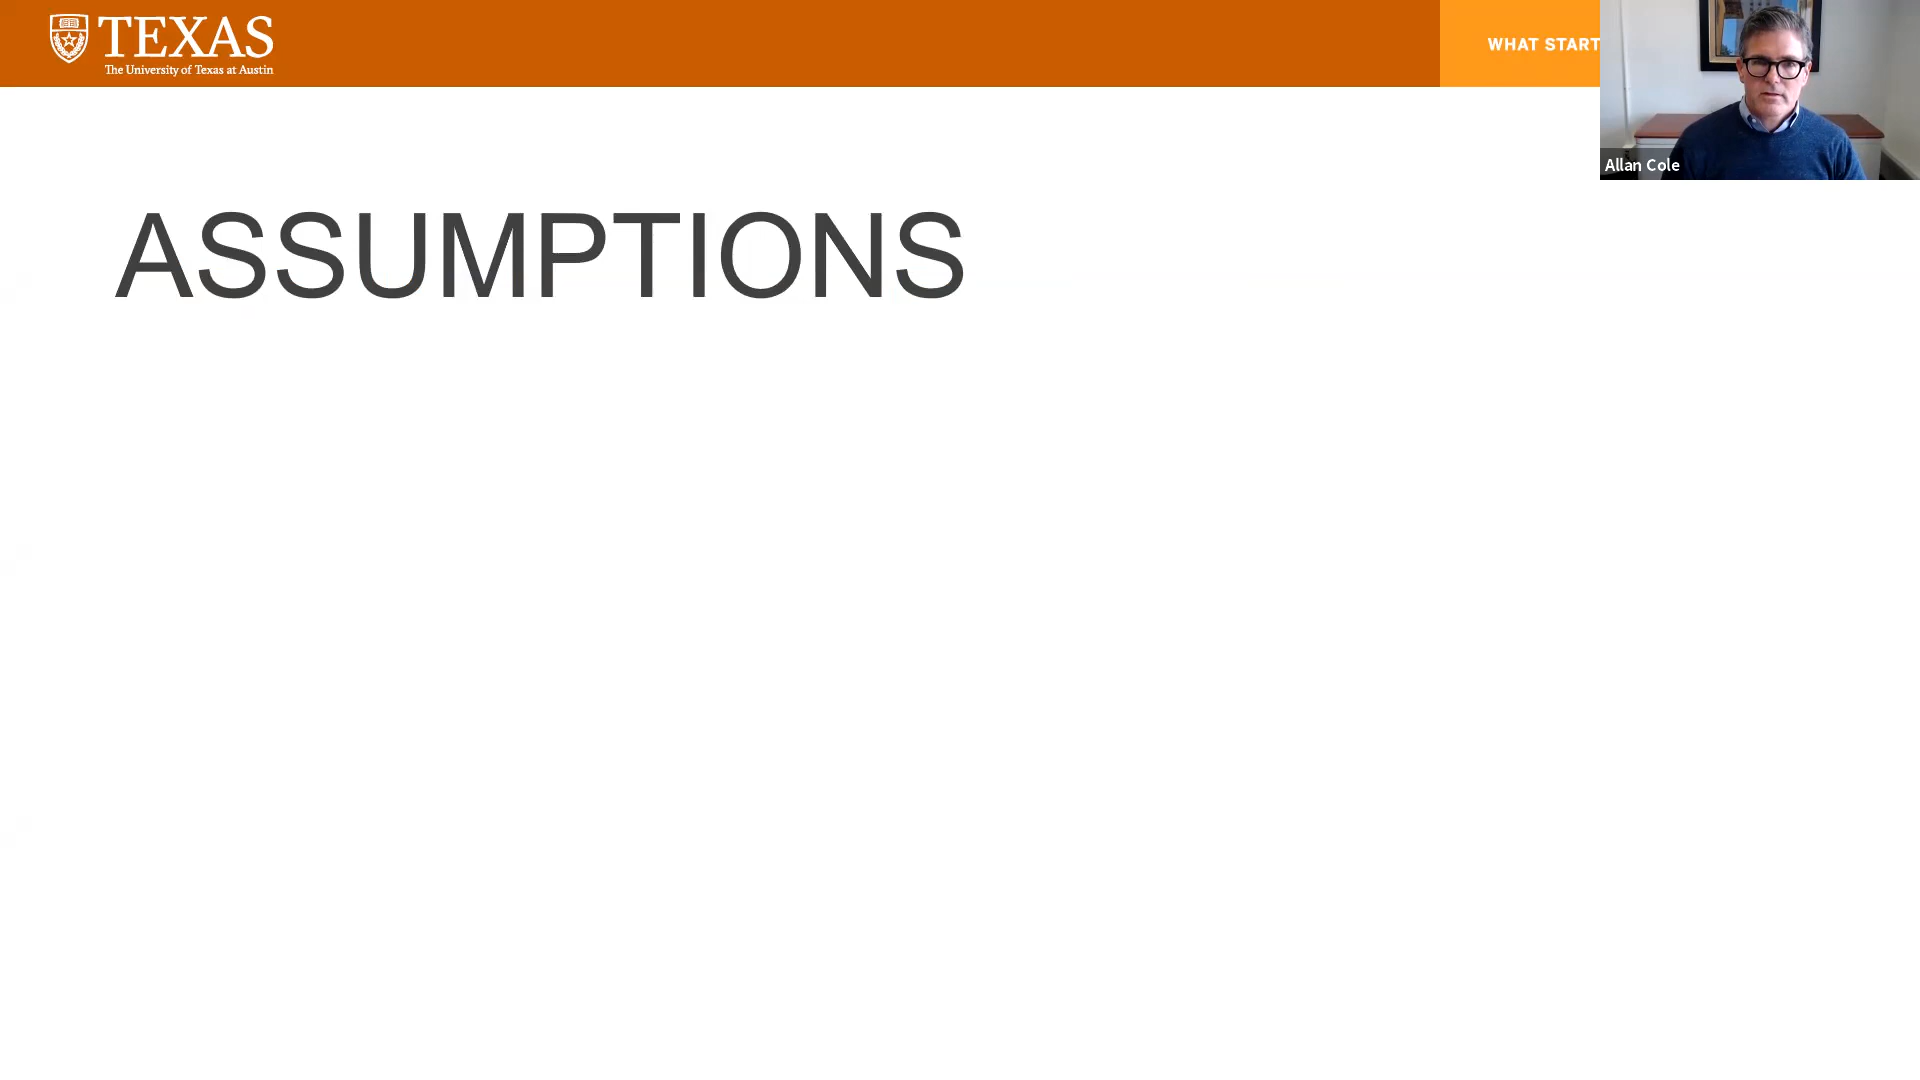 TEXAS
The University of Texas at Austin
WHAT START
Allan Cole
ASSUMPTIONS